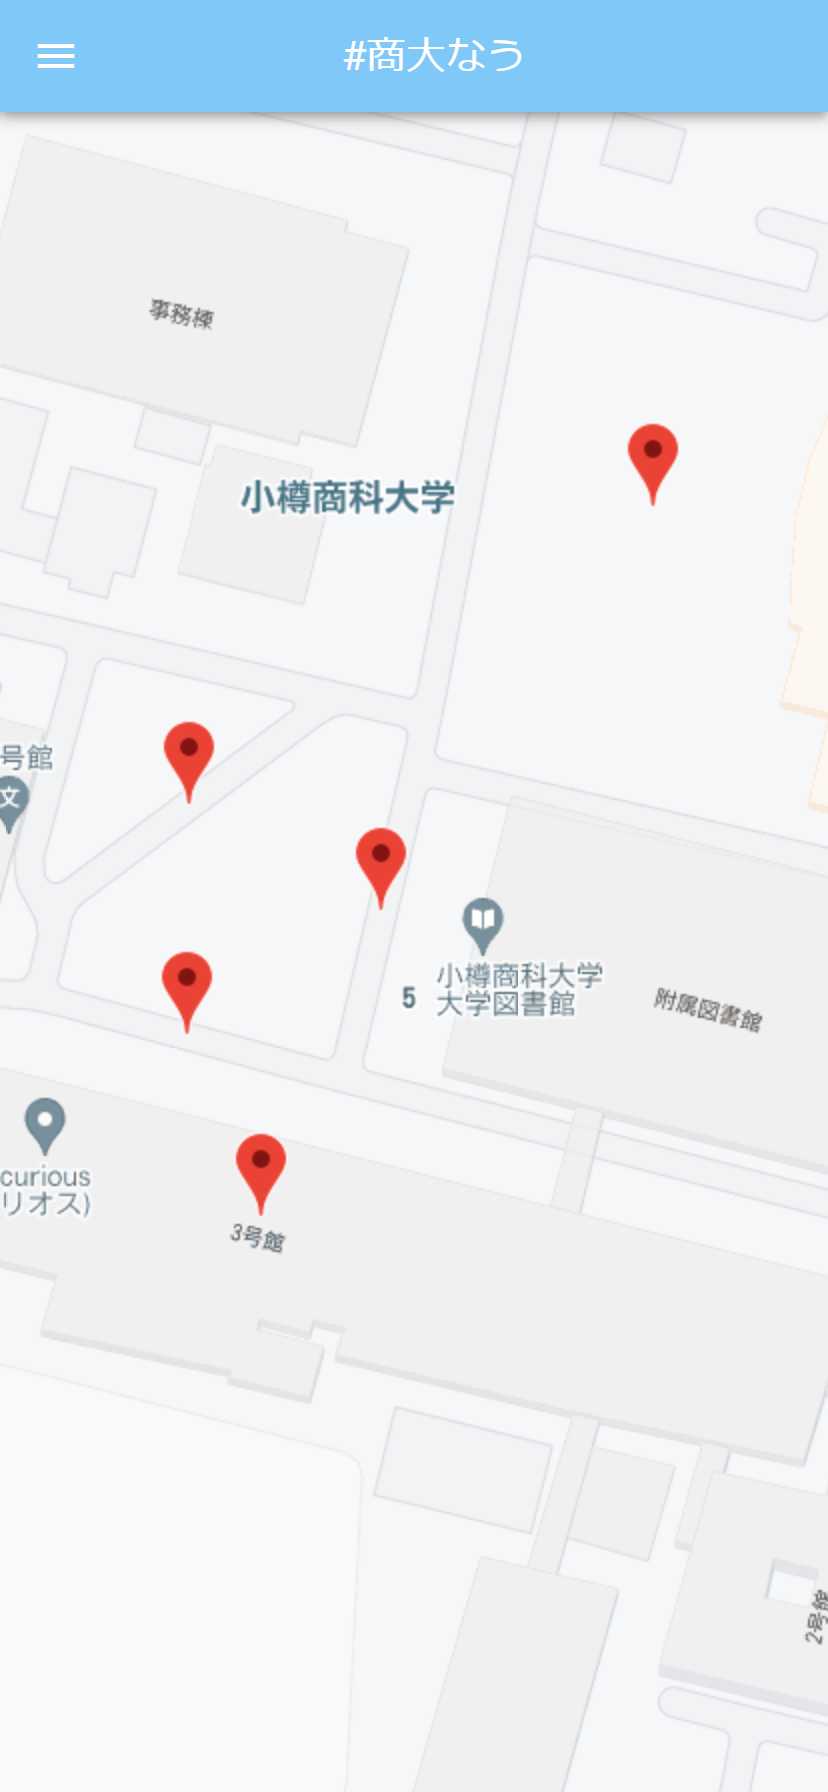 #商大なう
事務棟
小樽商科大学
号館
文
小樽商科大学
大学図書館
5
附属図書館
curious
リオス)
3号館
2号館